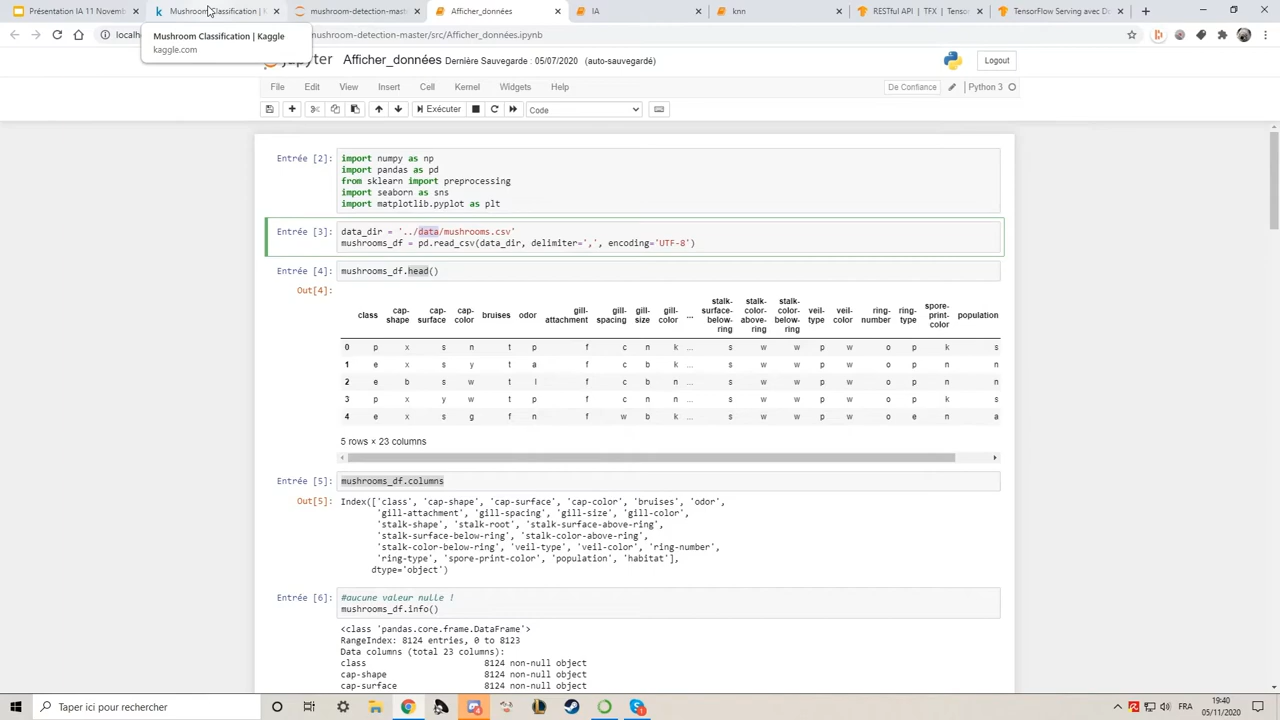 Présentation IA 11 Novemb
Mushroom Classification | K
mushroom-detection-master
Afficher_données
IA
knn
RESTful API | TFX | Tensor
TensorFlow Serving avec Do
Mushroom Classification | Kaggle
kaggle.com
localh
mushroom-detection-master/src/Afficher_données.ipynb
jupyter Afficher_données Dernière Sauvegarde : 05/07/2020 (auto-sauvegardé)
Logout
File Edit View Insert Cell Kernel Widgets Help
De Confiance
Python 3
Exécuter
Code
Entrée [2]: import numpy as np
import pandas as pd
from sklearn import preprocessing
import seaborn as sns
import matplotlib.pyplot as plt
Entrée [3]: data_dir = '../data/mushrooms.csv'
mushrooms_df = pd.read_csv(data_dir, delimiter=',', encoding='UTF-8')
Entrée [4]: mushrooms_df.head()
Out[4]:
class cap-shape cap-surface cap-color bruises odor gill-attachment gill-spacing gill-size gill-color ... stalk-surface-below-ring stalk-color-above-ring stalk-color-below-ring veil-type veil-color ring-number ring-type spore-print-color population
0 p x s n t p f c n k ... s w w p w o p k s
1 e x s y t a f c b k ... s w w p w o p n n
2 e b s w t l f c b n ... s w w p w o p n n
3 p x y w t p f c n n ... s w w p w o p k s
4 e x s g f n f w b k ... s w w p w o e n a
5 rows × 23 columns
Entrée [5]: mushrooms_df.columns
Out[5]: Index(['class', 'cap-shape', 'cap-surface', 'cap-color', 'bruises', 'odor',
'gill-attachment', 'gill-spacing', 'gill-size', 'gill-color',
'stalk-shape', 'stalk-root', 'stalk-surface-above-ring',
'stalk-surface-below-ring', 'stalk-color-above-ring',
'stalk-color-below-ring', 'veil-type', 'veil-color', 'ring-number',
'ring-type', 'spore-print-color', 'population', 'habitat'],
dtype='object')
Entrée [6]: #aucune valeur nulle !
mushrooms_df.info()
<class 'pandas.core.frame.DataFrame'>
RangeIndex: 8124 entries, 0 to 8123
Data columns (total 23 columns):
class 8124 non-null object
cap-shape 8124 non-null object
cap-surface 8124 non-null object
Taper ici pour rechercher
FRA
19:40
05/11/2020